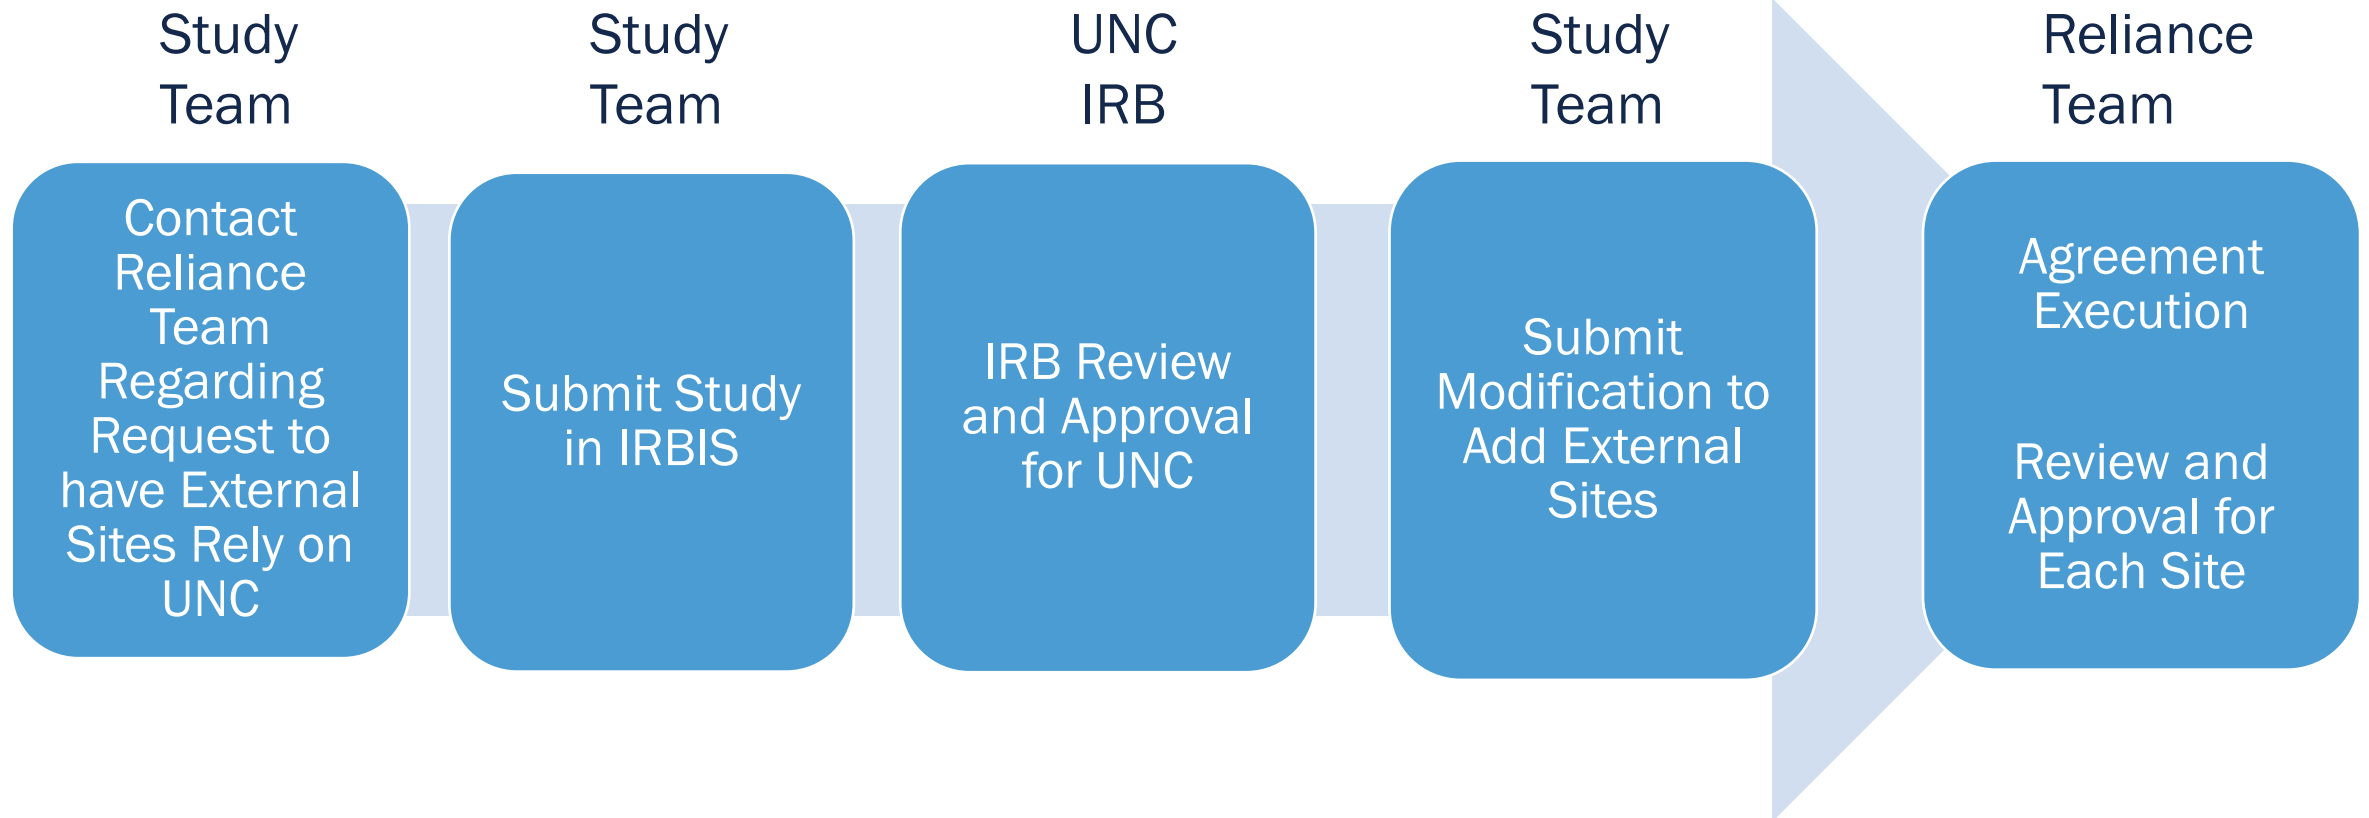 Study
Team
Study
Team
UNC
IRB
Study
Team
Reliance
Team
Contact
Reliance
Team
Regarding
Request to
have External
Sites Rely on
UNC
Submit Study
in IRBIS
IRB Review
and Approval
for UNC
Submit
Modification to
Add External
Sites
Agreement
Execution
Review and
Approval for
Each Site